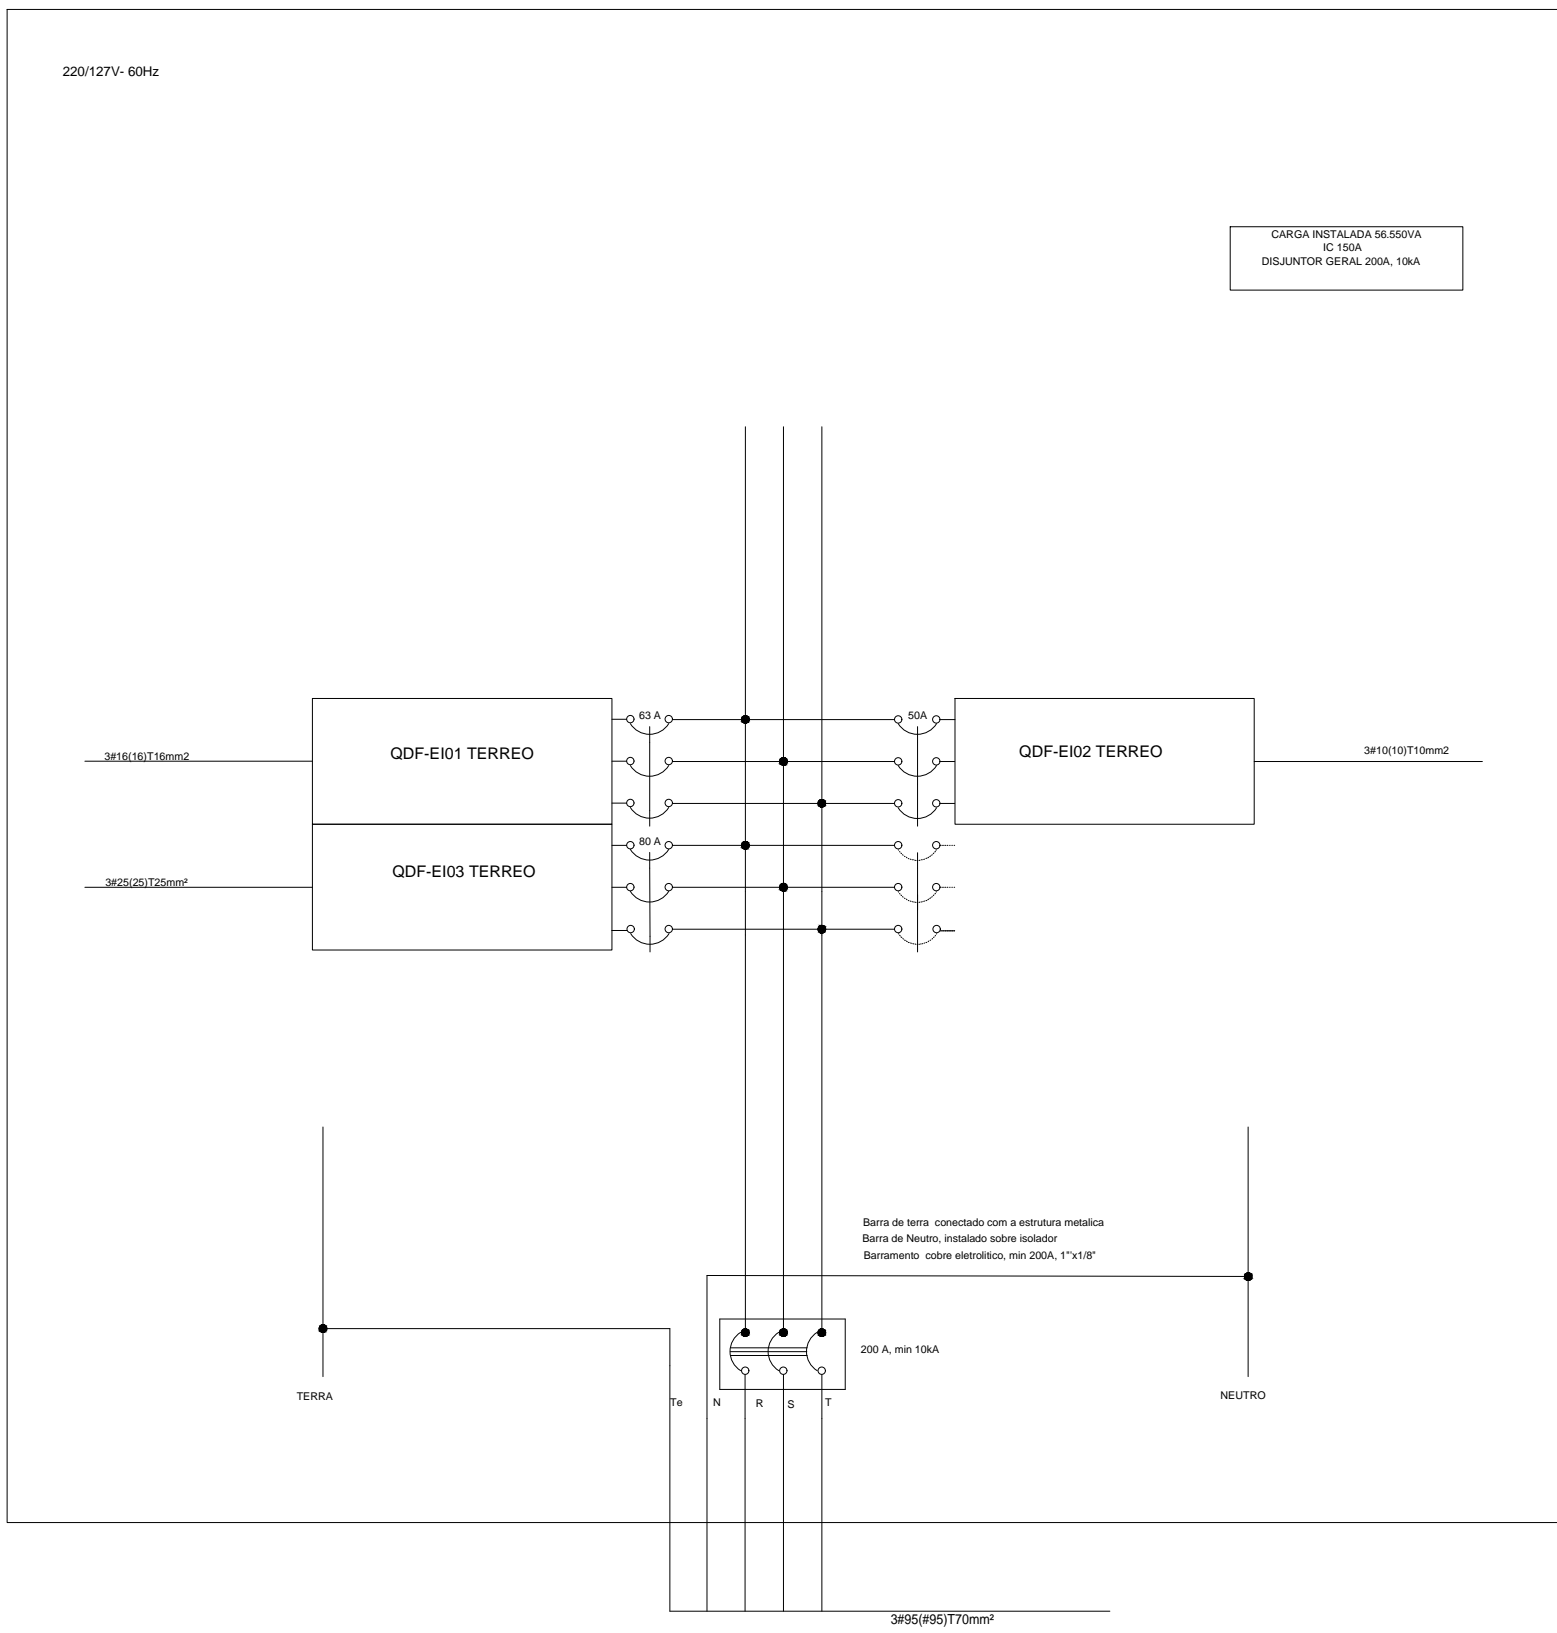 220/127V- 60Hz
CARGA INSTALADA 56.550VA
IC 150A
DISJUNTOR GERAL 200A, 10kA
63 A
50A
QDF-EI01 TERREO
QDF-EI02 TERREO
3#16(16)T16mm2
3#10(10)T10mm2
80 A
QDF-EI03 TERREO
3#25(25)T25mm²
Barra de terra conectado com a estrutura metalica
Barra de Neutro, instalado sobre isolador
Barramento cobre eletrolitico, min 200A, 1"'x1/8"
200 A, min 10kA
TERRA
NEUTRO
Te N R S T
3#95(#95)T70mm²